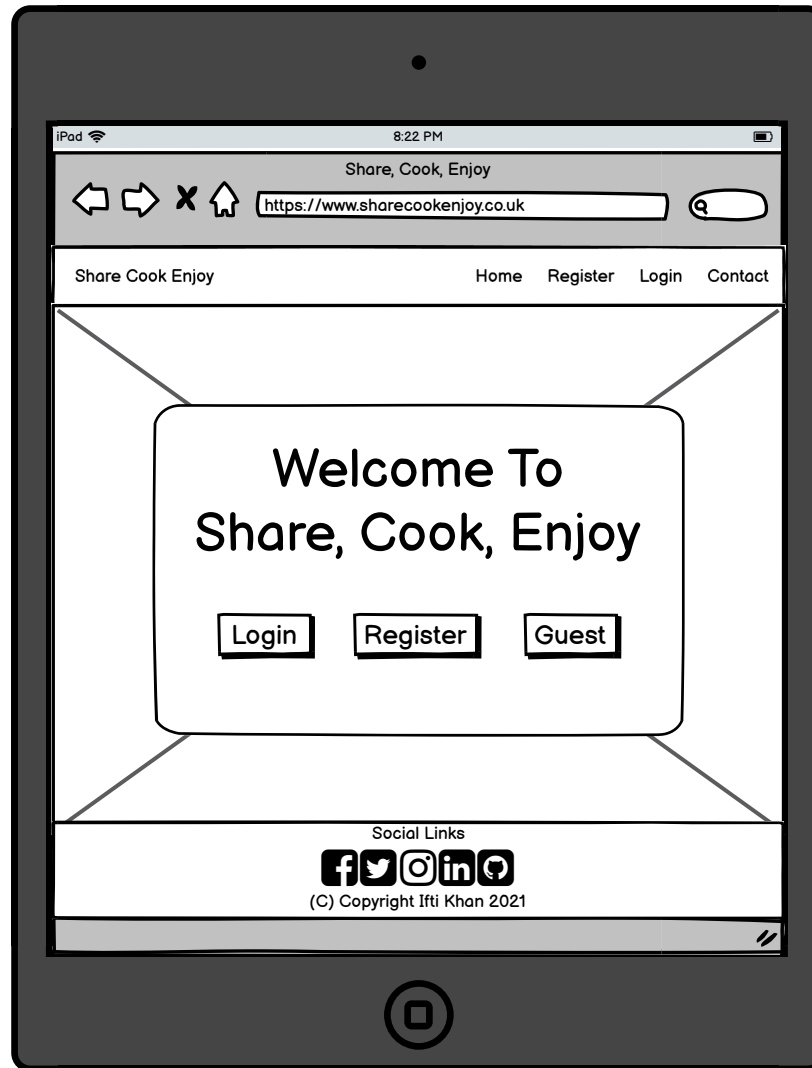 iPad 8:22 PM
Share, Cook, Enjoy
https://www.sharecookenjoy.co.uk
Share Cook Enjoy Home Register Login Contact
Welcome To
Share, Cook, Enjoy
Login Register Guest
Social Links
(C) Copyright Ifti Khan 2021